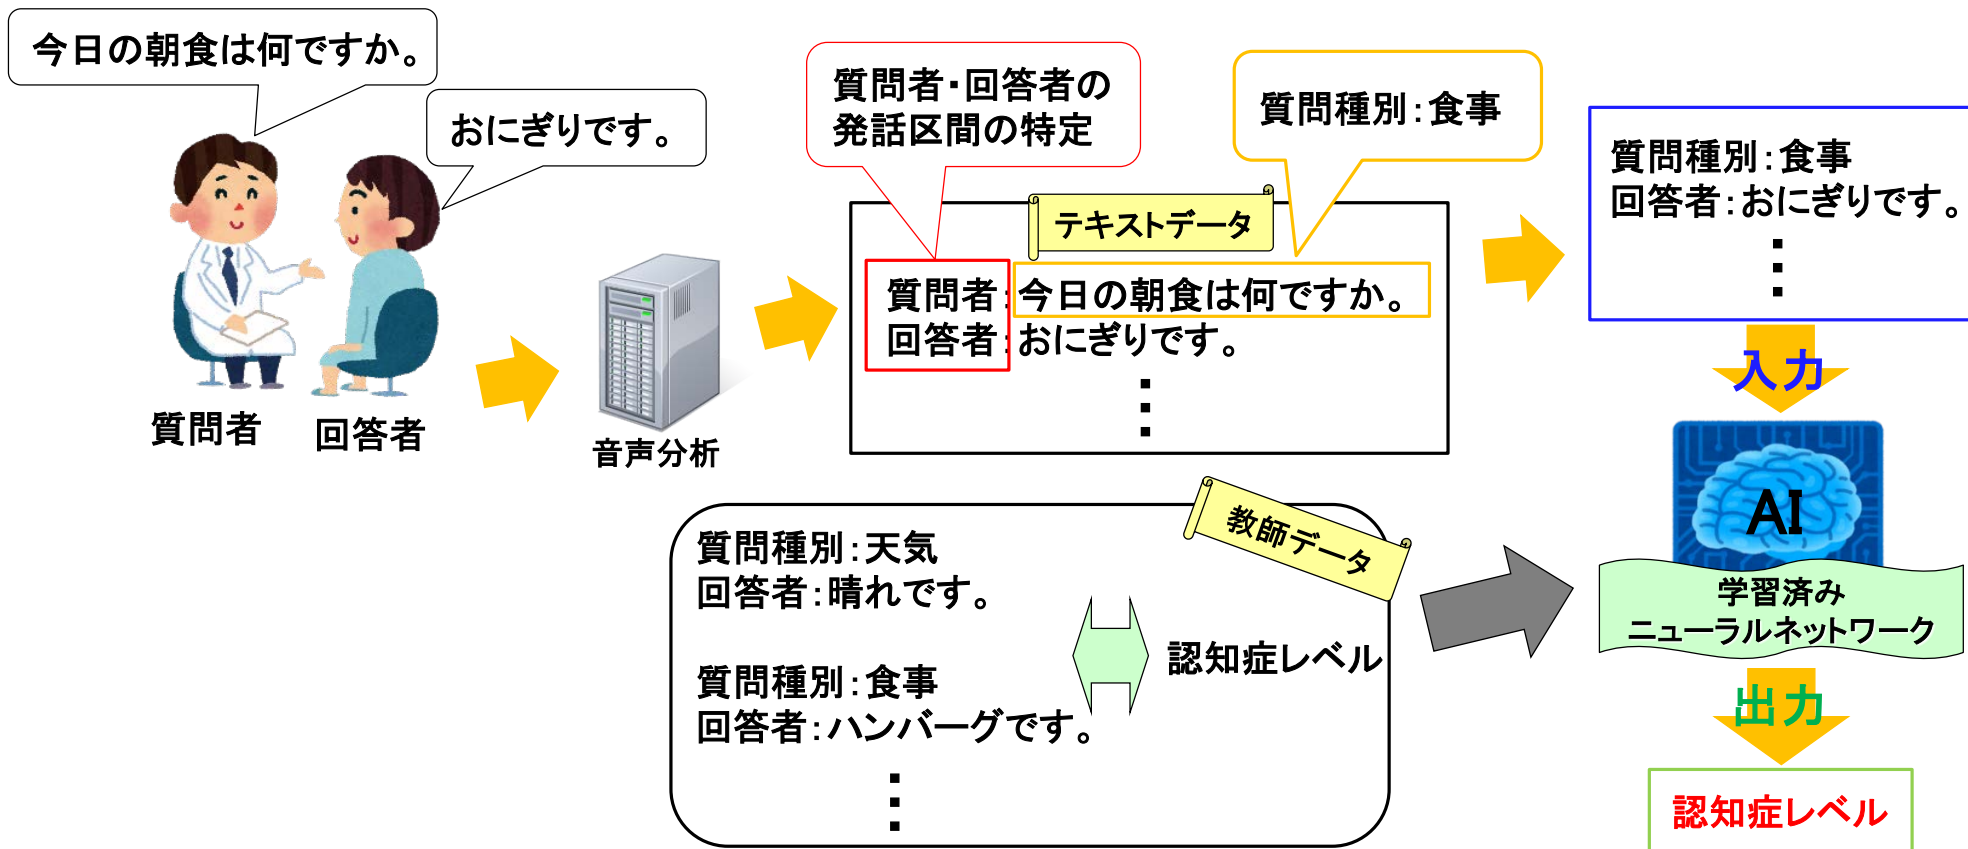 今日の朝食は何ですか。
おにぎりです。
質問者
回答者
音声分析
質問者・回答者の
発話区間の特定
質問種別：食事
テキストデータ
質問者：今日の朝食は何ですか。
回答者：おにぎりです。
質問種別：食事
回答者：おにぎりです。
入力
AI
学習済み
ニューラルネットワーク
出力
認知症レベル
教師データ
質問種別：天気
回答者：晴れです。
質問種別：食事
回答者：ハンバーグです。
認知症レベル